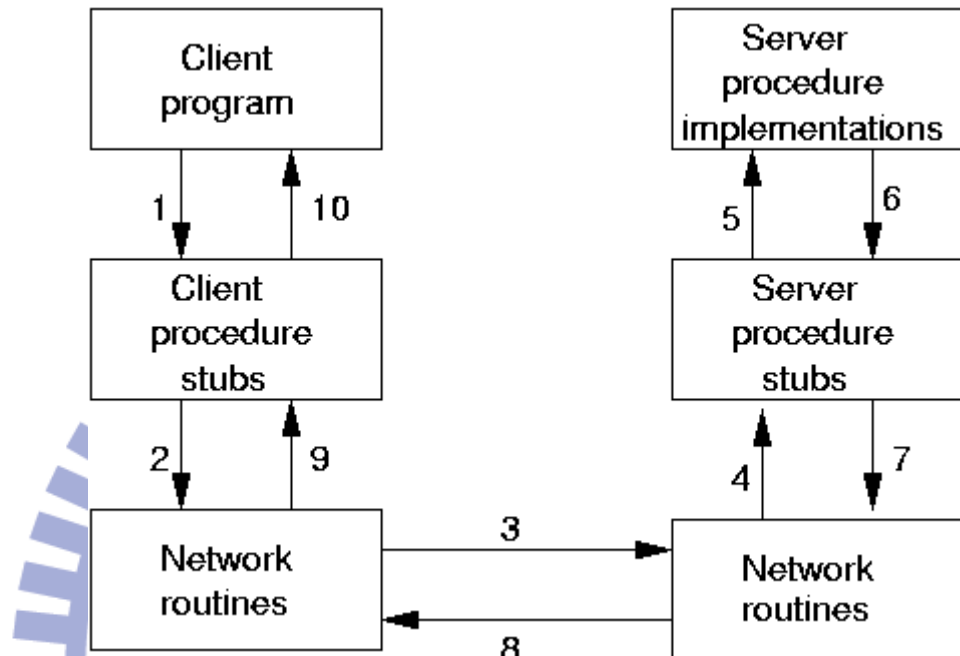 Client
program
Server
procedure
implementations
1
10
5
6
Client
procedure
stubs
Server
procedure
stubs
2
9
4
7
Network
routines
3
8
Network
routines